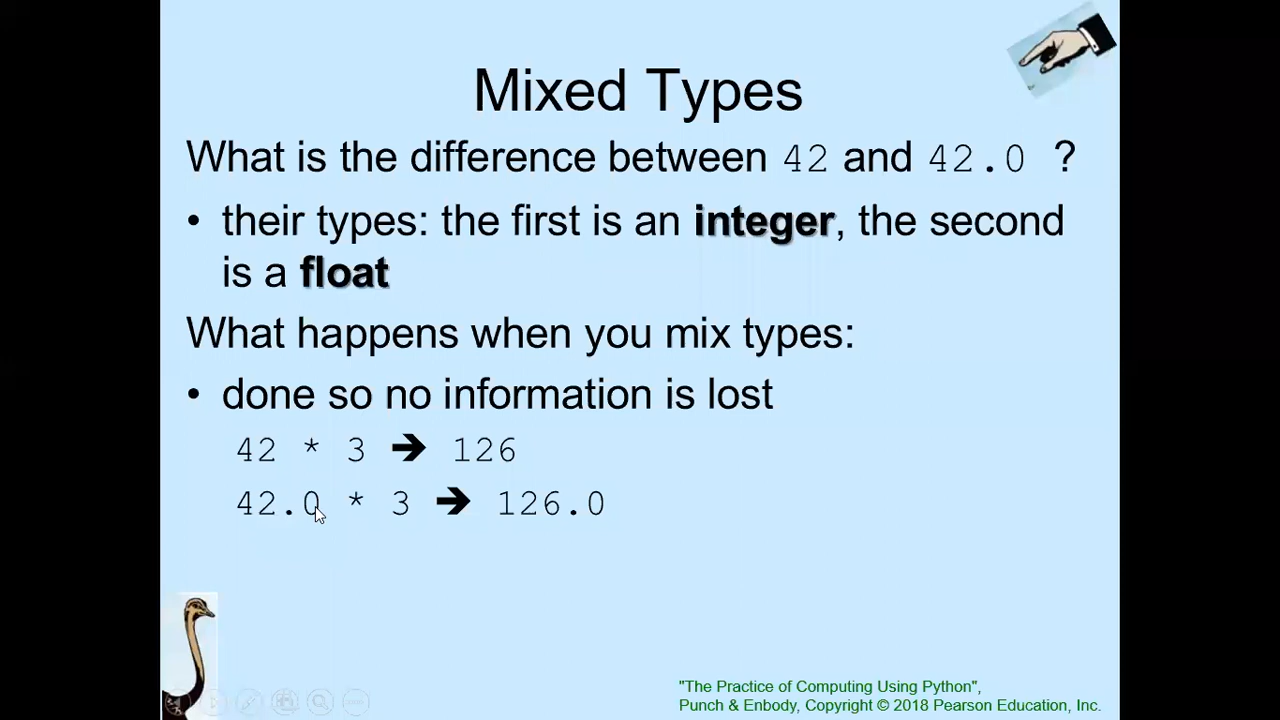 Mixed Types
What is the difference between 42 and 42.0 ?
• their types: the first is an integer, the second
is a float
What happens when you mix types:
• done so no information is lost
42 * 3 ➔ 126
42.0 * 3 ➔ 126.0
"The Practice of Computing Using Python",
Punch & Enbody, Copyright © 2018 Pearson Education, Inc.